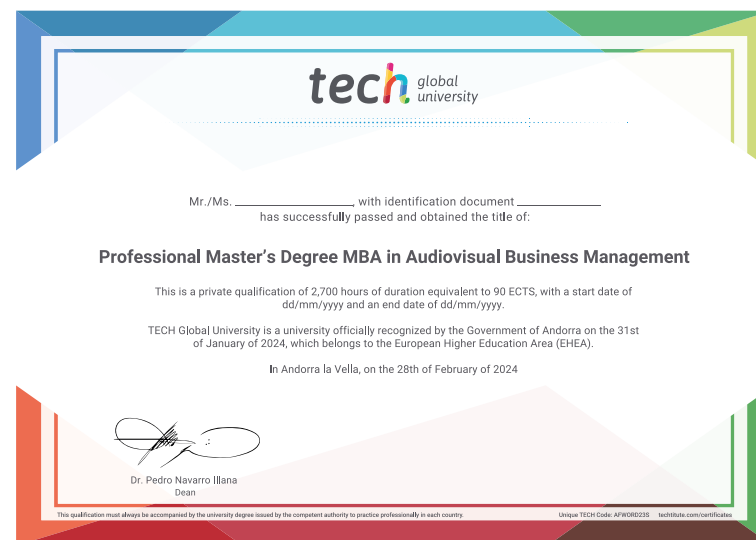 tech global
university
Mr./Ms. ________________, with identification document ____________
has successfully passed and obtained the title of:
Professional Master’s Degree MBA in Audiovisual Business Management
This is a private qualification of 2,700 hours of duration equivalent to 90 ECTS, with a start date of
dd/mm/yyyy and an end date of dd/mm/yyyy.
TECH Global University is a university officially recognized by the Government of Andorra on the 31st
of January of 2024, which belongs to the European Higher Education Area (EHEA).
In Andorra la Vella, on the 28th of February of 2024
Dr. Pedro Navarro Illana
Dean
This qualification must always be accompanied by the university degree issued by the competent authority to practice professionally in each country.
Unique TECH Code: AFWORD23S techtitute.com/certificates